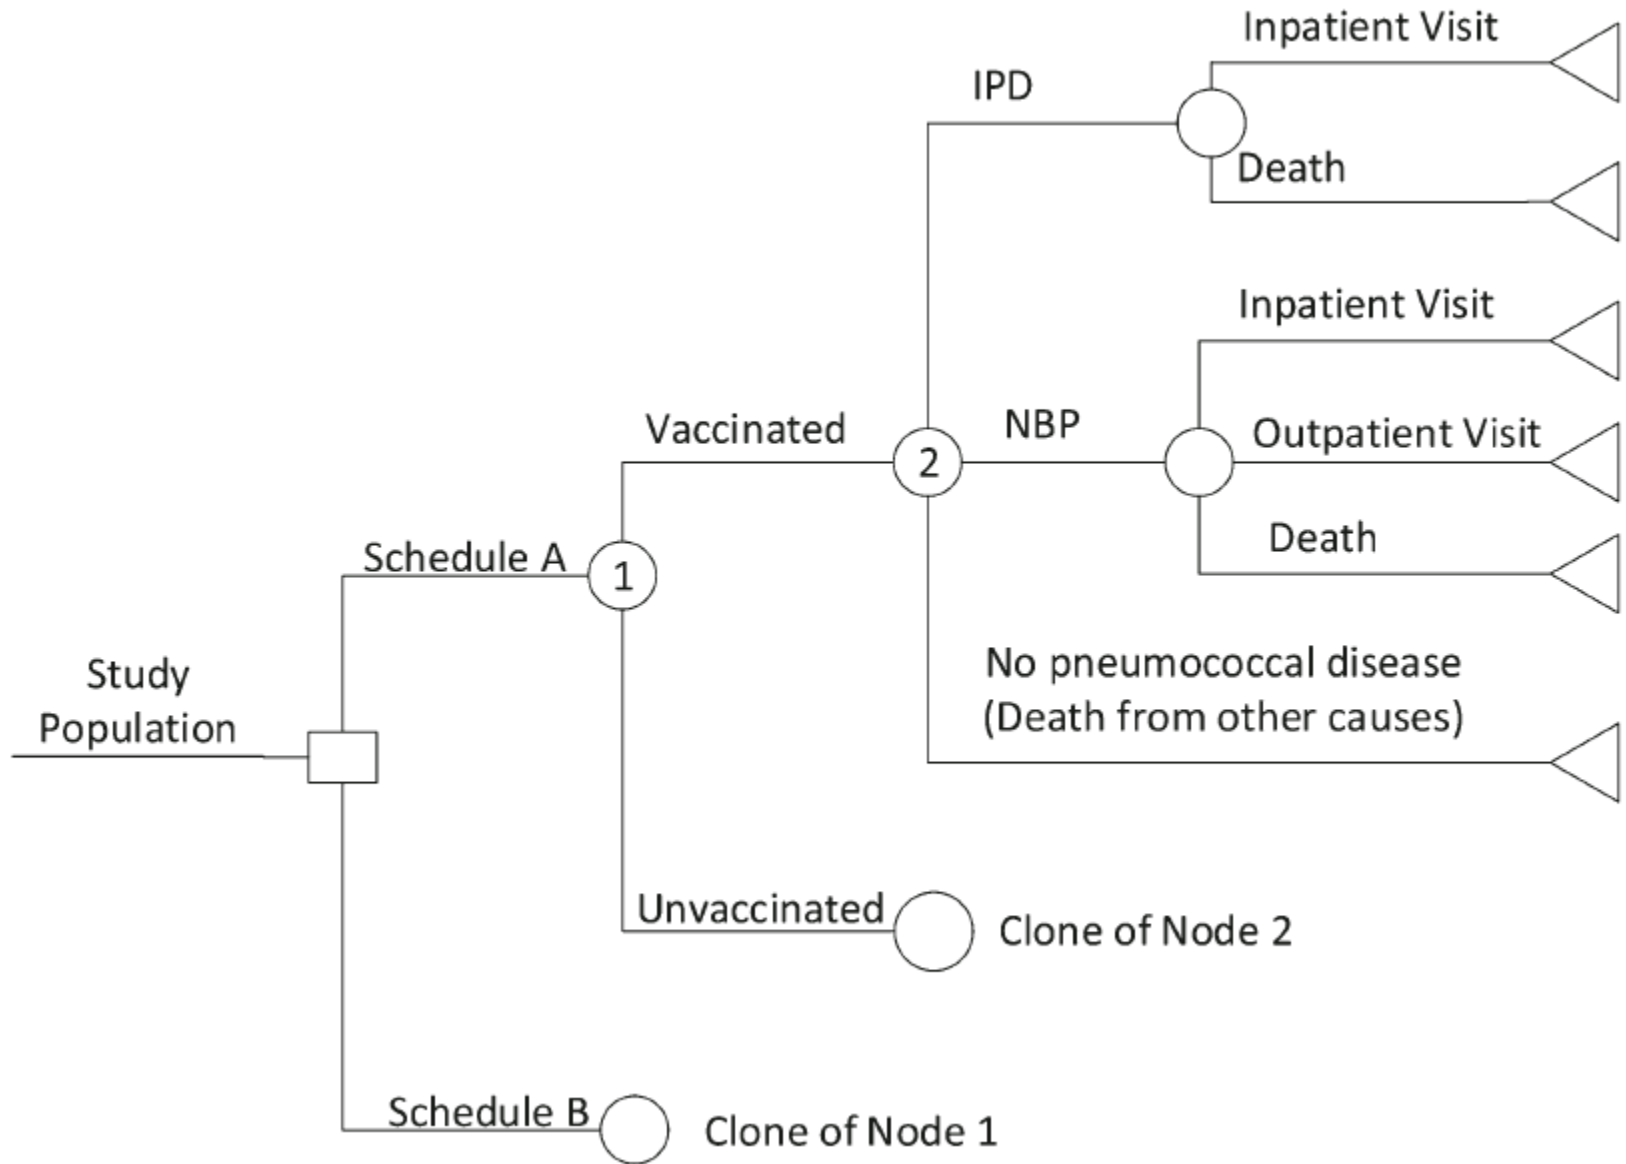 Inpatient Visit
IPD
Death
Inpatient Visit
Vaccinated
NBP
Outpatient Visit
2
Death
Schedule A
1
Study
Population
No pneumococcal disease
(Death from other causes)
Unvaccinated
Clone of Node 2
Schedule B
Clone of Node 1